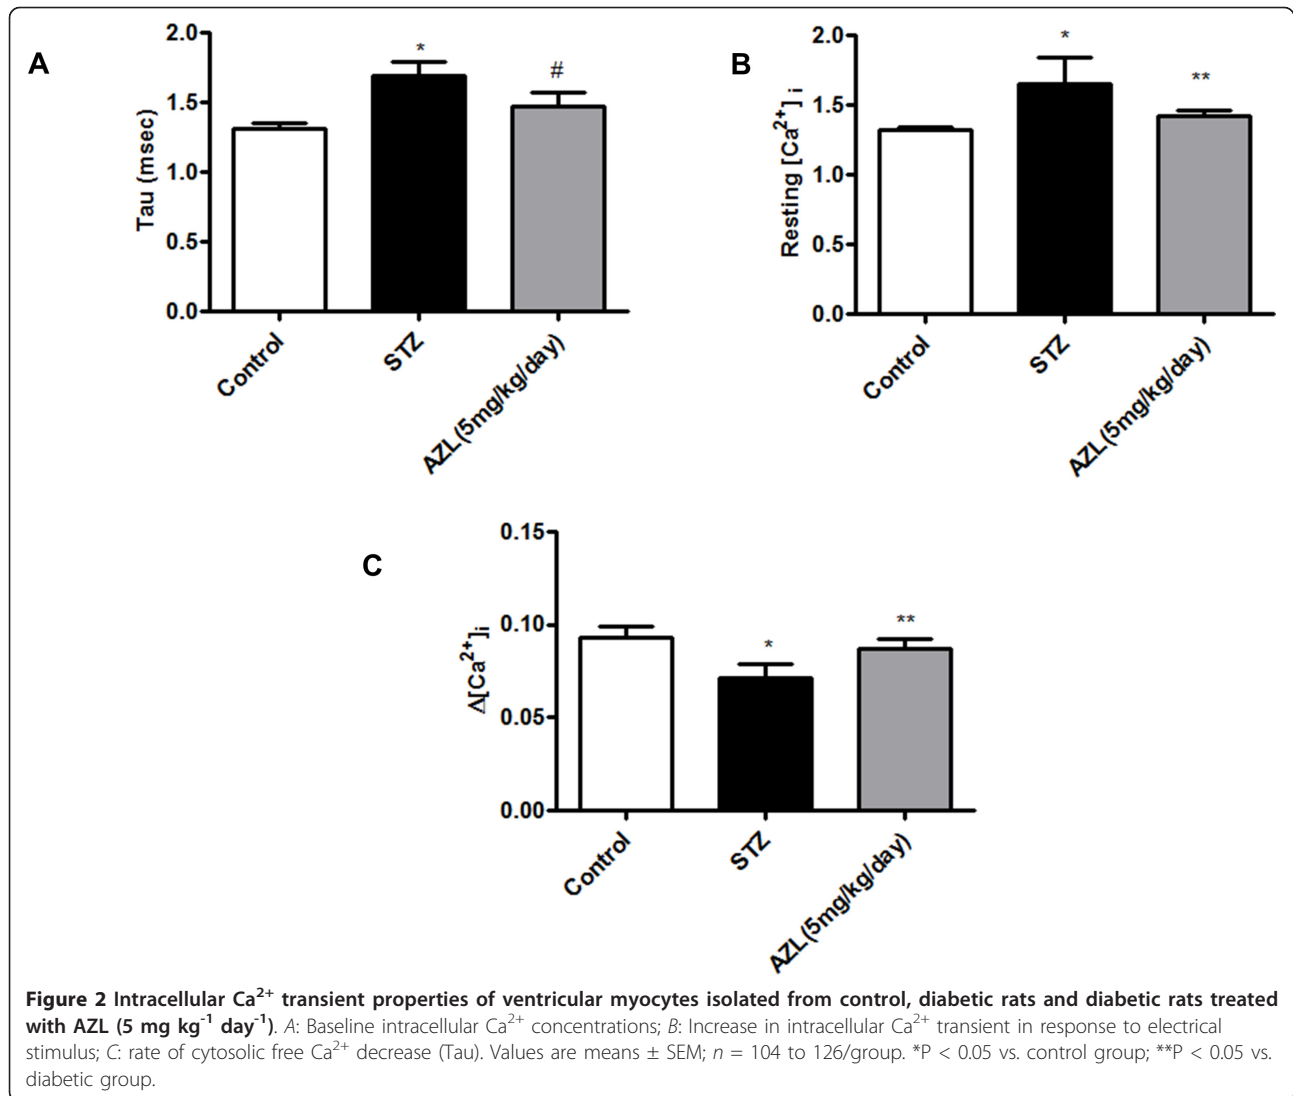 A
2.0
1.5
1.0
0.5
0.0
Tau (msec)
*
#
Control
STZ
AZL(5mg/kg/day)
B
2.0
1.5
1.0
0.5
0.0
Resting [Ca²⁺]ᵢ
*
**
Control
STZ
AZL(5mg/kg/day)
C
0.15
0.10
0.05
0.00
Δ[Ca²⁺]ᵢ
*
**
Control
STZ
AZL(5mg/kg/day)
Figure 2 Intracellular Ca²⁺ transient properties of ventricular myocytes isolated from control, diabetic rats and diabetic rats treated
with AZL (5 mg kg⁻¹ day⁻¹). A: Baseline intracellular Ca²⁺ concentrations; B: Increase in intracellular Ca²⁺ transient in response to electrical
stimulus; C: rate of cytosolic free Ca²⁺ decrease (Tau). Values are means ± SEM; n = 104 to 126/group. *P < 0.05 vs. control group; **P < 0.05 vs.
diabetic group.